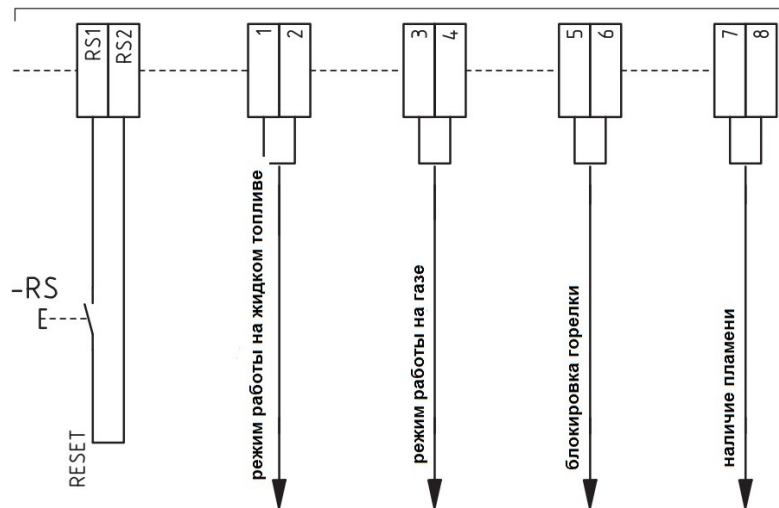 RS1
RS2
1
2
3
4
5
6
7
8
-RS
E
RESET
режим работы на жидком топливе
режим работы на газе
блокировка горелки
наличие пламени